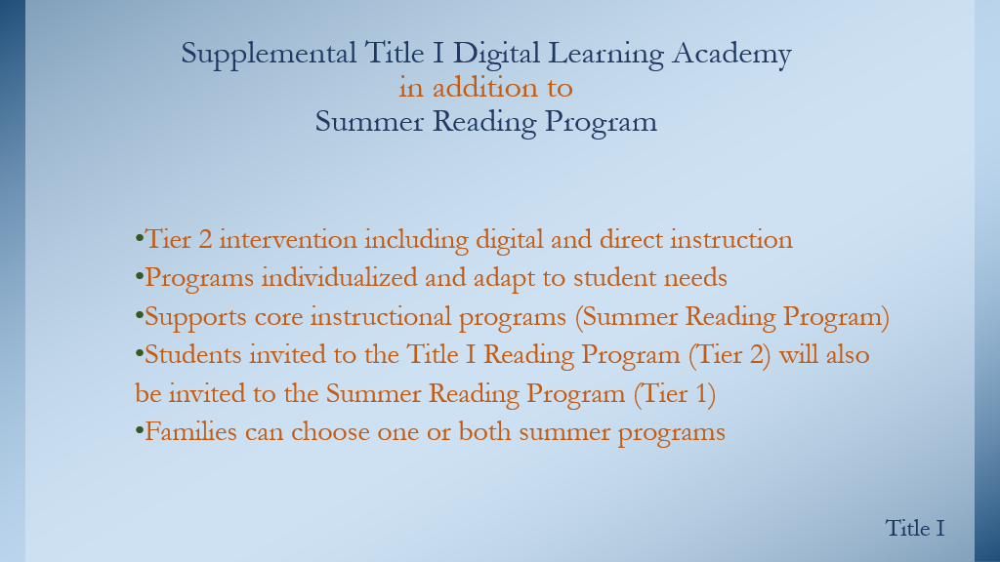 Supplemental Title I Digital Learning Academy
in addition to
Summer Reading Program
•Tier 2 intervention including digital and direct instruction
•Programs individualized and adapt to student needs
•Supports core instructional programs (Summer Reading Program)
•Students invited to the Title I Reading Program (Tier 2) will also
be invited to the Summer Reading Program (Tier 1)
•Families can choose one or both summer programs
Title I